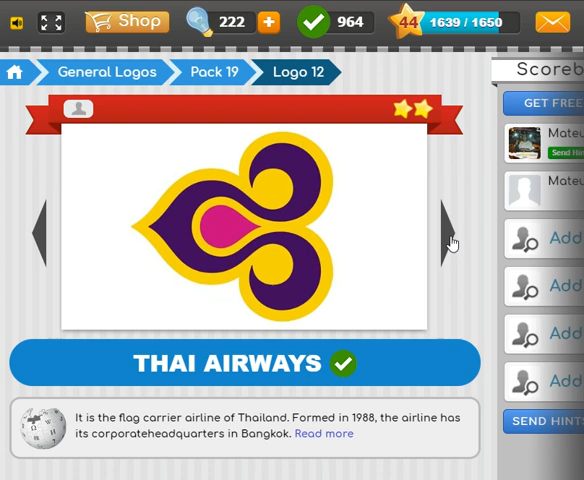 Shop
222
964
44
1639 / 1650
General Logos
Pack 19
Logo 12
Scoreb
GET FREE
Mateu
Send Hin
Mateu
Add
Add
Add
Add
SEND HINTS
THAI AIRWAYS
It is the flag carrier airline of Thailand. Formed in 1988, the airline has
its corporateheadquarters in Bangkok. Read more